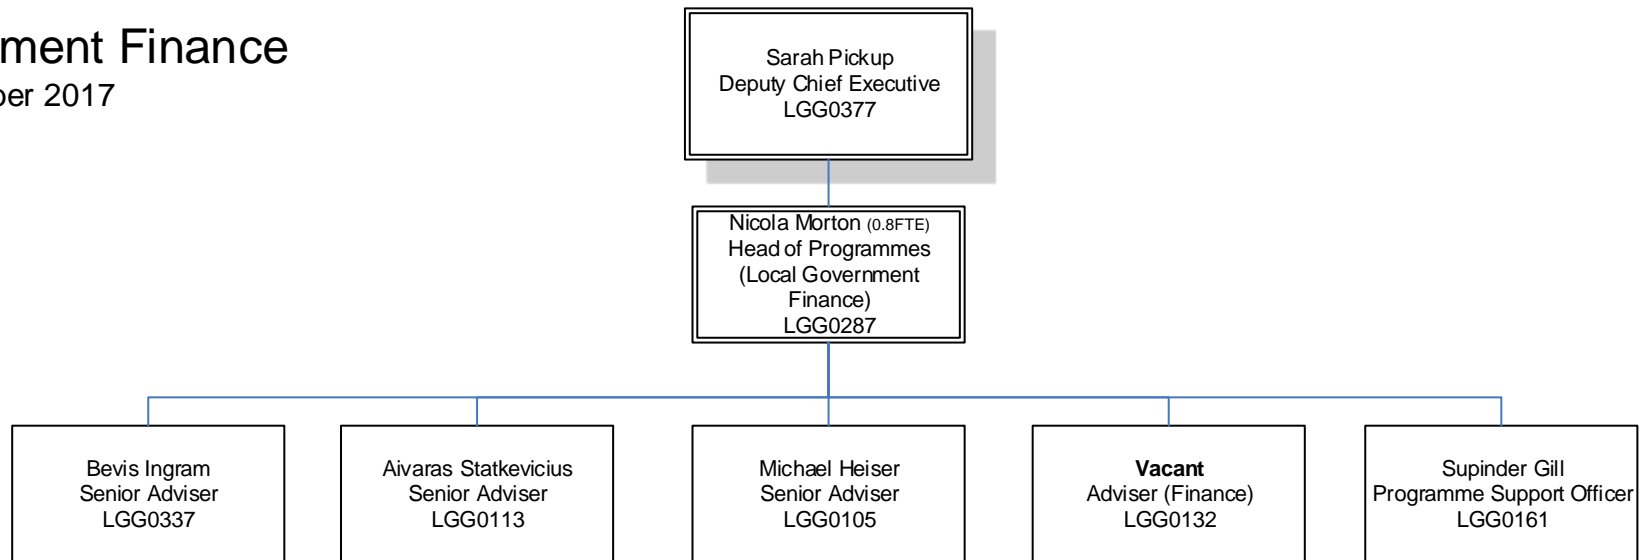 ment Finance
ber 2017
Sarah Pickup
Deputy Chief Executive
LGG0377
Nicola Morton (0.8FTE)
Head of Programmes
(Local Government
Finance)
LGG0287
Bevis Ingram
Senior Adviser
LGG0337
Aivaras Statkevicius
Senior Adviser
LGG0113
Michael Heiser
Senior Adviser
LGG0105
Vacant
Adviser (Finance)
LGG0132
Supinder Gill
Programme Support Officer
LGG0161